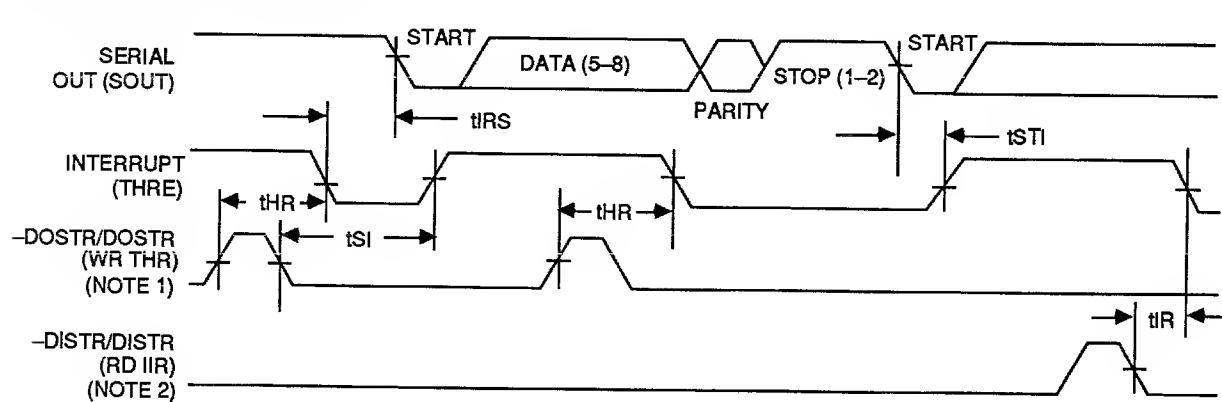 SERIAL
OUT (SOUT)
START
DATA (5–8)
PARITY
STOP (1–2)
START
tIRS
tSTI
INTERRUPT
(THRE)
tHR
tHR
–DOSTR/DOSTR
(WR THR)
(NOTE 1)
tSI
tIR
–DISTR/DISTR
(RD IIR)
(NOTE 2)